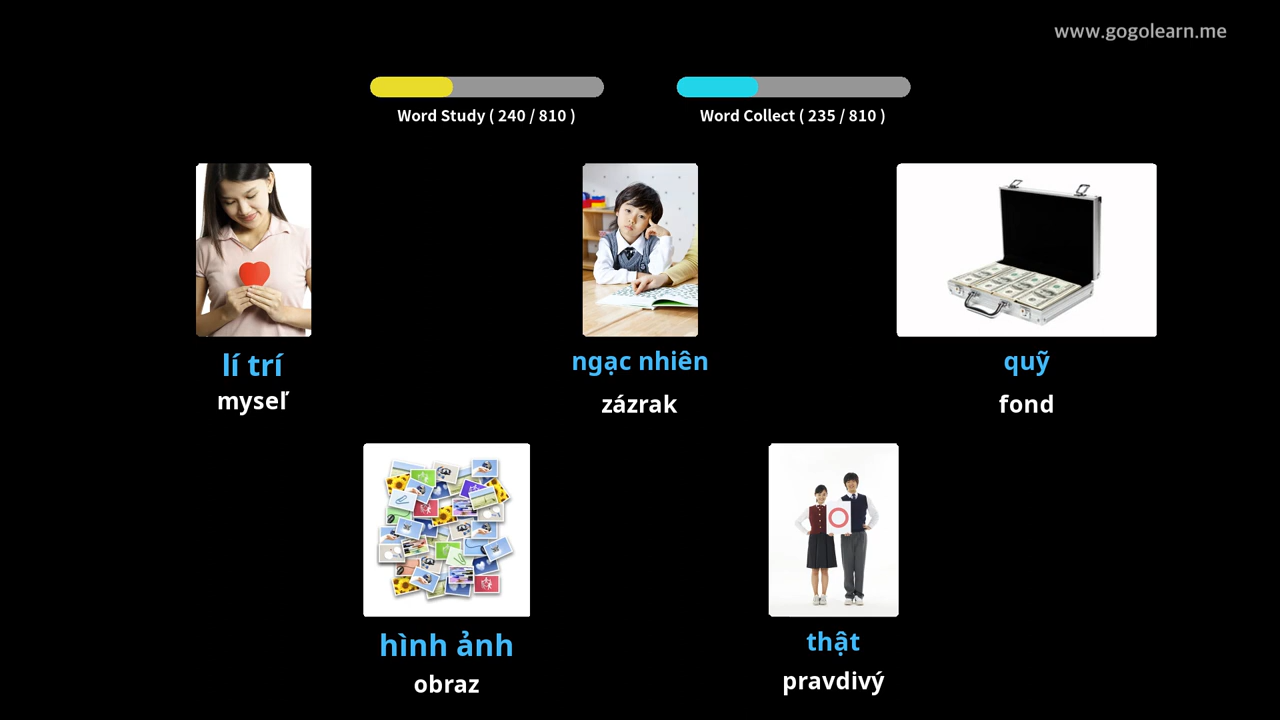 www.gogolearn.me
Word Study ( 240 / 810 )
Word Collect ( 235 / 810 )
lí trí
ngạc nhiên
quỹ
myseľ
zázrak
fond
hình ảnh
thật
obraz
pravdivý